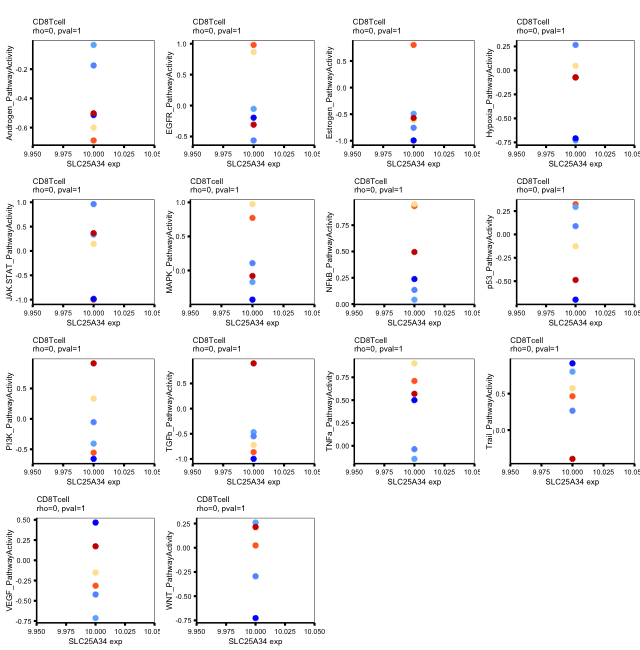 CD8Tcell
rho=0, pval=1
Androgen_PathwayActivity
-0.2
-0.4
-0.6
9.950 9.975 10.000 10.025 10.05
SLC25A34 exp
CD8Tcell
rho=0, pval=1
EGFR_PathwayActivity
1.0
0.5
0.0
-0.5
9.950 9.975 10.000 10.025 10.05
SLC25A34 exp
CD8Tcell
rho=0, pval=1
Estrogen_PathwayActivity
0.5
0.0
-0.5
-1.0
9.950 9.975 10.000 10.025 10.05
SLC25A34 exp
CD8Tcell
rho=0, pval=1
Hypoxia_PathwayActivity
0.25
0.00
-0.25
-0.50
-0.75
9.950 9.975 10.000 10.025 10.05
SLC25A34 exp
CD8Tcell
rho=0, pval=1
JAK.STAT_PathwayActivity
1.0
0.5
0.0
-0.5
-1.0
9.950 9.975 10.000 10.025 10.05
SLC25A34 exp
CD8Tcell
rho=0, pval=1
MAPK_PathwayActivity
1.0
0.5
0.0
9.950 9.975 10.000 10.025 10.05
SLC25A34 exp
CD8Tcell
rho=0, pval=1
NFkB_PathwayActivity
0.75
0.50
0.25
0.00
9.950 9.975 10.000 10.025 10.05
SLC25A34 exp
CD8Tcell
rho=0, pval=1
p53_PathwayActivity
0.25
0.00
-0.25
-0.50
9.950 9.975 10.000 10.025 10.05
SLC25A34 exp
CD8Tcell
rho=0, pval=1
PI3K_PathwayActivity
0.5
0.0
-0.5
9.950 9.975 10.000 10.025 10.05
SLC25A34 exp
CD8Tcell
rho=0, pval=1
TGFb_PathwayActivity
0.5
0.0
-0.5
-1.0
9.950 9.975 10.000 10.025 10.05
SLC25A34 exp
CD8Tcell
rho=0, pval=1
TNFa_PathwayActivity
0.75
0.50
0.25
0.00
9.950 9.975 10.000 10.025 10.05
SLC25A34 exp
CD8Tcell
rho=0, pval=1
Trail_PathwayActivity
0.5
0.0
9.950 9.975 10.000 10.025 10.05
SLC25A34 exp
CD8Tcell
rho=0, pval=1
VEGF_PathwayActivity
0.50
0.25
0.00
-0.25
-0.50
-0.75
9.950 9.975 10.000 10.025 10.05
SLC25A34 exp
CD8Tcell
rho=0, pval=1
WNT_PathwayActivity
0.25
0.00
-0.25
-0.50
-0.75
9.950 9.975 10.000 10.025 10.050
SLC25A34 exp